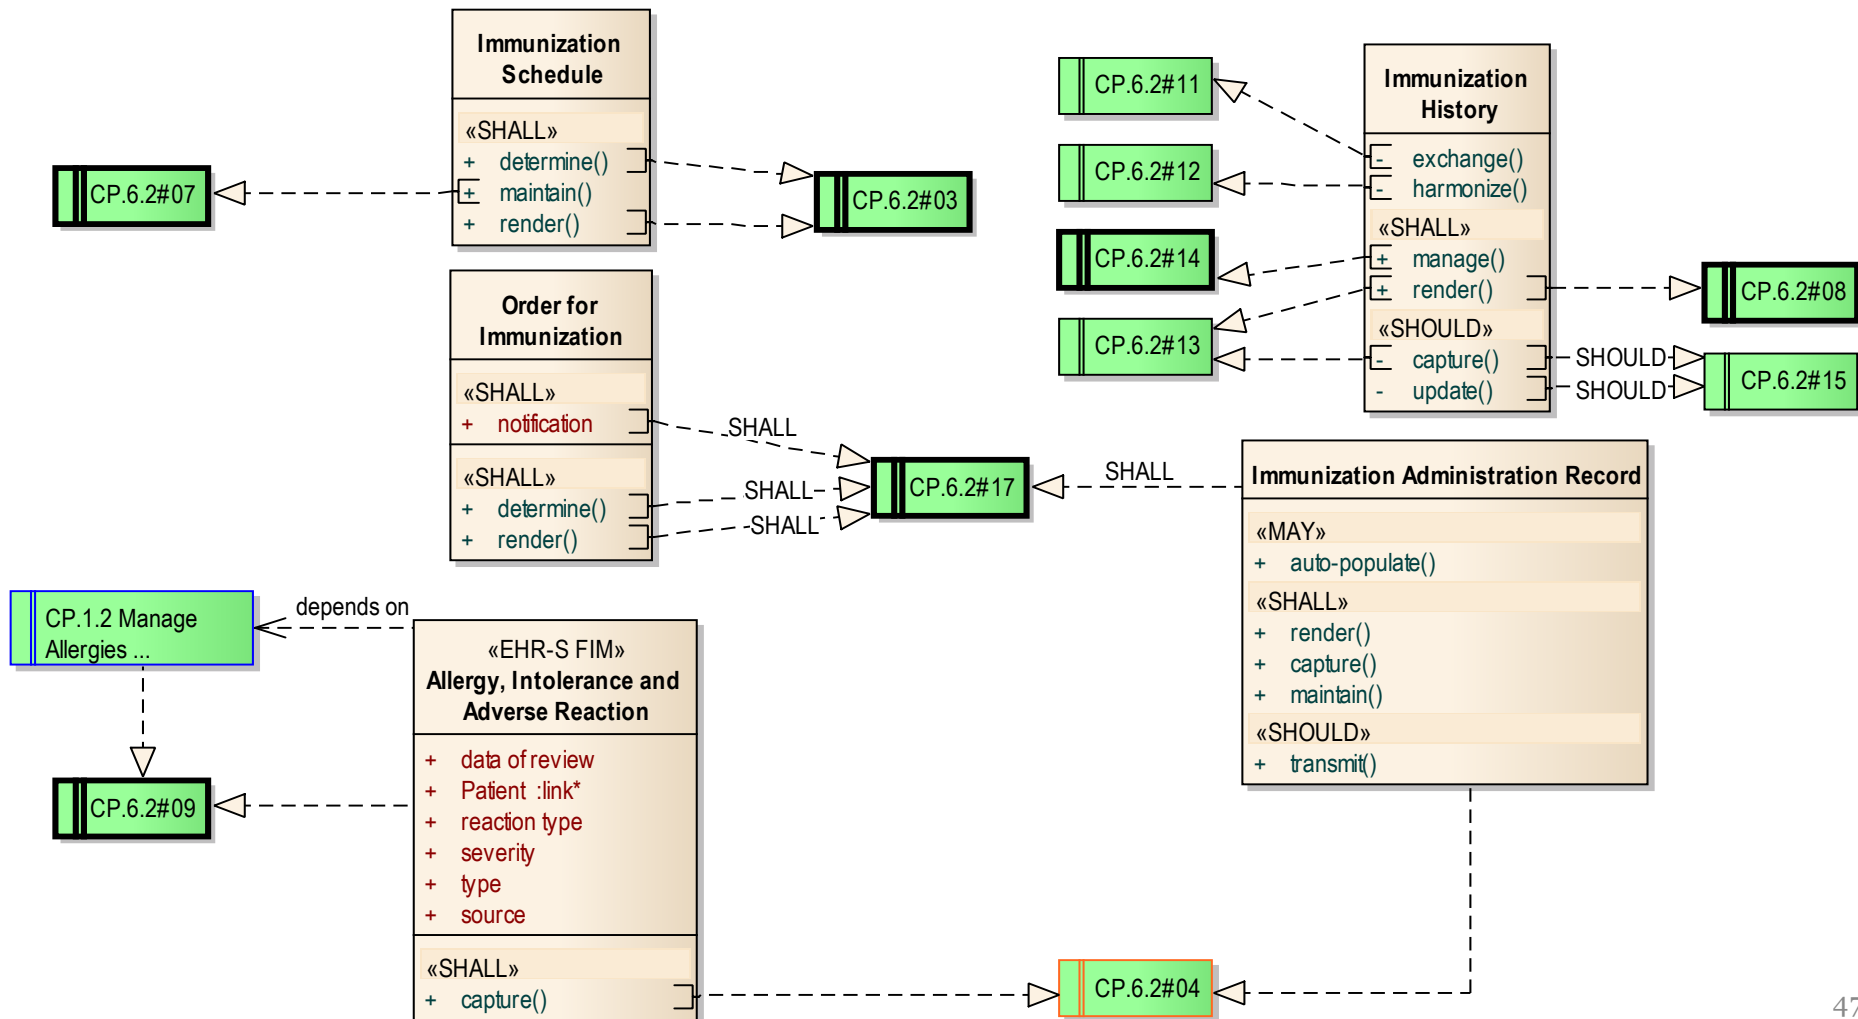 Immunization
Schedule
«SHALL»
+ determine()
+ maintain()
+ render()
CP.6.2#07
CP.6.2#03
CP.6.2#11
CP.6.2#12
CP.6.2#14
CP.6.2#13
Immunization
History
- exchange()
- harmonize()
«SHALL»
+ manage()
+ render()
«SHOULD»
- capture()
- update()
CP.6.2#08
SHOULD
SHOULD
CP.6.2#15
Order for
Immunization
«SHALL»
+ notification
«SHALL»
+ determine()
+ render()
SHALL
SHALL
SHALL
CP.6.2#17
SHALL
Immunization Administration Record
«MAY»
+ auto-populate()
«SHALL»
+ render()
+ capture()
+ maintain()
«SHOULD»
+ transmit()
CP.1.2 Manage
Allergies ...
depends on
CP.6.2#09
«EHR-S FIM»
Allergy, Intolerance and
Adverse Reaction
+ data of review
+ Patient :link*
+ reaction type
+ severity
+ type
+ source
«SHALL»
+ capture()
CP.6.2#04
47